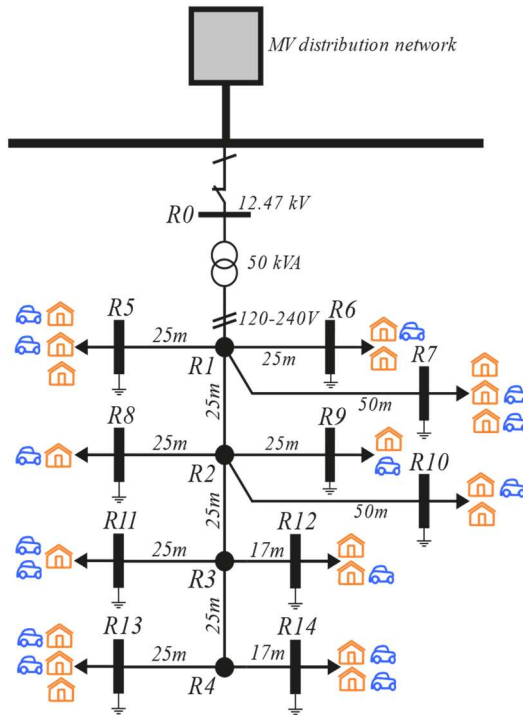 MV distribution network
12.47 kV
R0
50 kVA
R5
120-240V
R6
25m
R1
25m
R7
50m
25m
R8
25m
R2
25m
R9
R10
50m
25m
R11
25m
R3
17m
R12
25m
R13
25m
R4
17m
R14